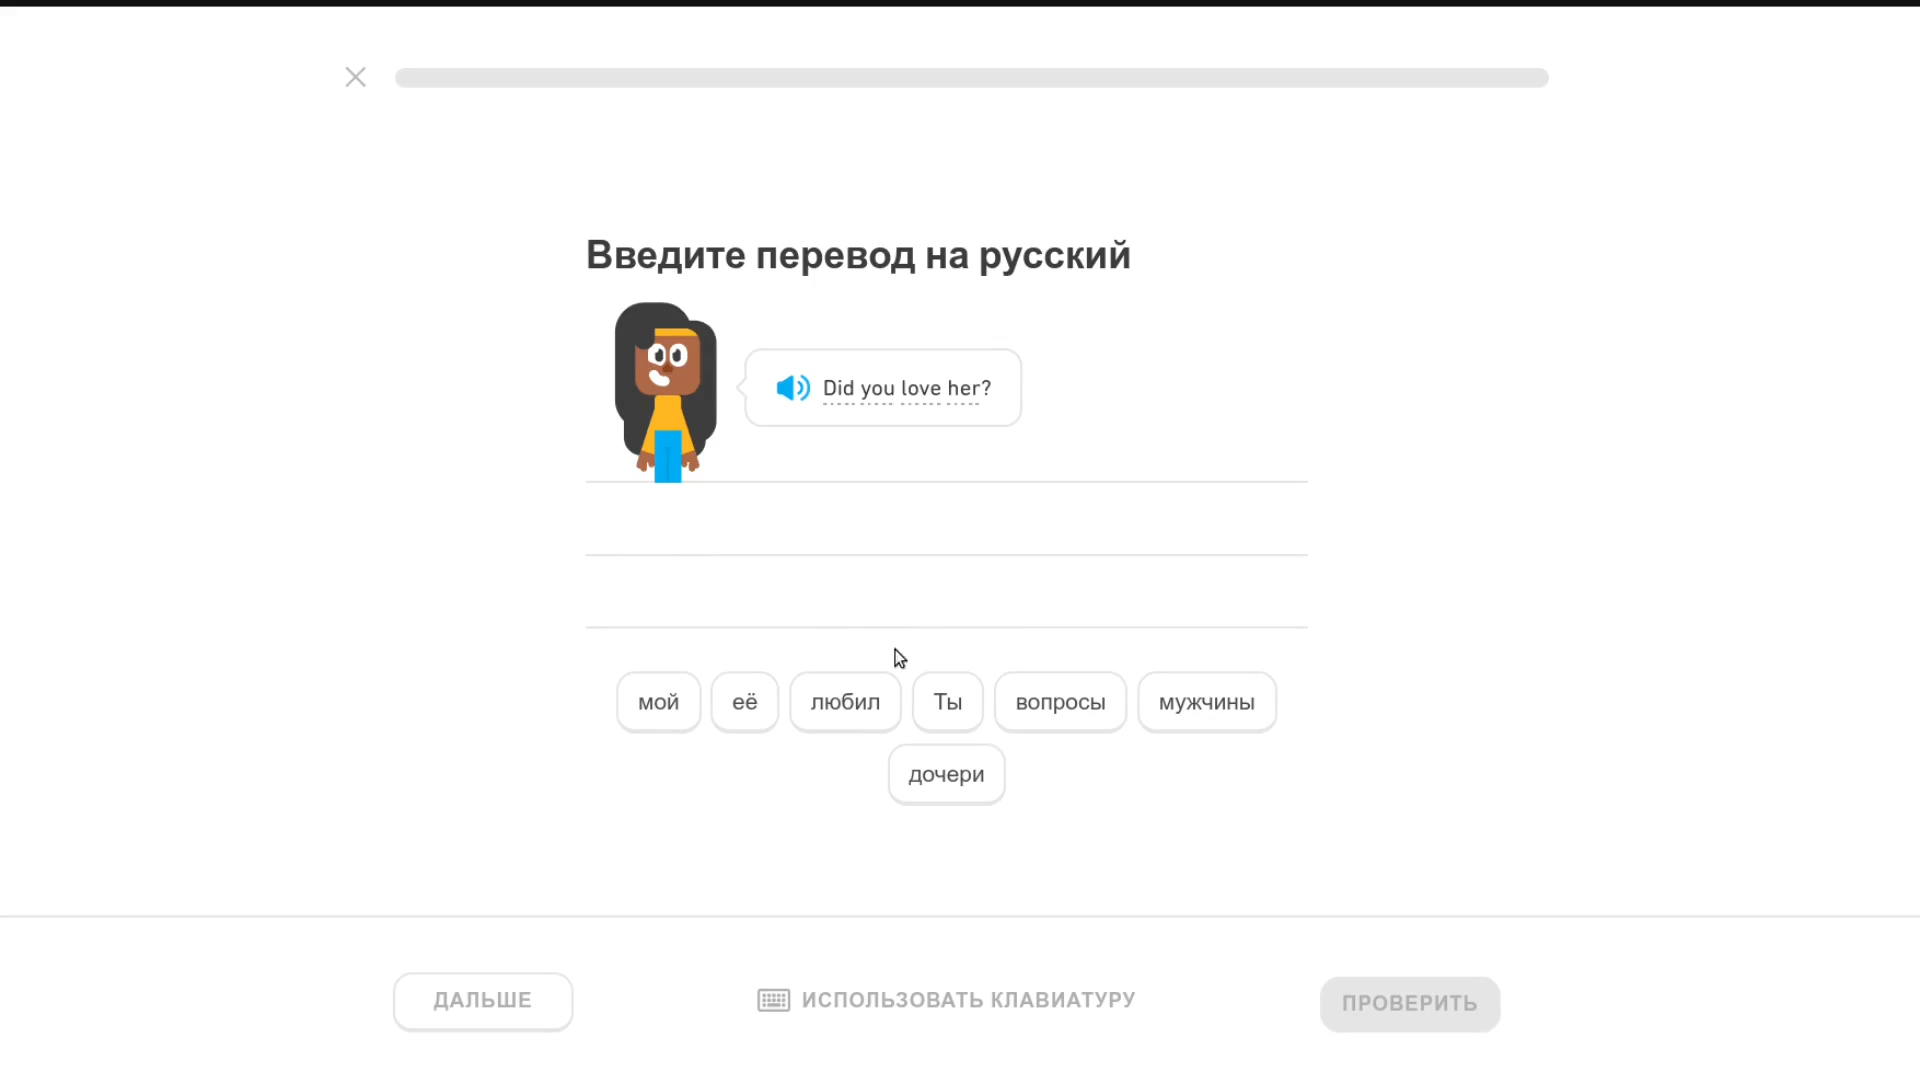 Введите перевод на русский
Did you love her?
мой её любил Ты вопросы мужчины
дочери
ДАЛЬШЕ ИСПОЛЬЗОВАТЬ КЛАВИАТУРУ ПРОВЕРИТЬ